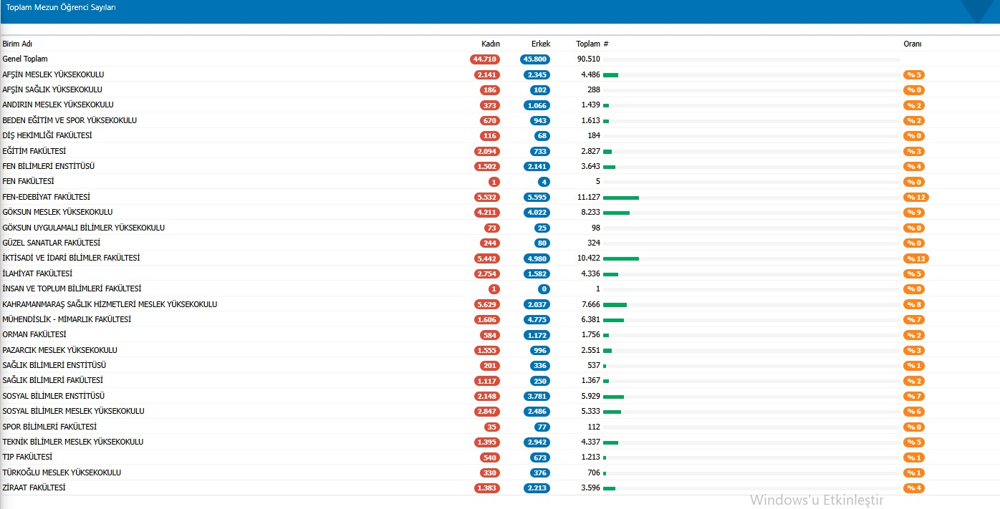 Toplam Mezun Öğrenci Sayıları
Birim Adı Kadın Erkek Toplam # Oranı
Genel Toplam 44.710 45.800 90.510
AFŞİN MESLEK YÜKSEKOKULU 2.141 2.345 4.486 % 5
AFŞİN SAĞLIK YÜKSEKOKULU 186 102 288 % 0
ANDIRIN MESLEK YÜKSEKOKULU 373 1.066 1.439 % 2
BEDEN EĞİTİM VE SPOR YÜKSEKOKULU 670 943 1.613 % 2
DİŞ HEKİMLİĞİ FAKÜLTESİ 116 68 184 % 0
EĞİTİM FAKÜLTESİ 2.094 733 2.827 % 3
FEN BİLİMLERİ ENSTİTÜSÜ 1.502 2.141 3.643 % 4
FEN FAKÜLTESİ 1 4 5 % 0
FEN-EDEBİYAT FAKÜLTESİ 5.532 5.595 11.127 % 12
GÖKSUN MESLEK YÜKSEKOKULU 4.211 4.022 8.233 % 9
GÖKSUN UYGULAMALI BİLİMLER YÜKSEKOKULU 73 25 98 % 0
GÜZEL SANATLAR FAKÜLTESİ 244 80 324 % 0
İKTİSADİ VE İDARİ BİLİMLER FAKÜLTESİ 5.442 4.980 10.422 % 12
İLAHİYAT FAKÜLTESİ 2.754 1.582 4.336 % 5
İNSAN VE TOPLUM BİLİMLERİ FAKÜLTESİ 1 0 1 % 0
KAHRAMANMARAŞ SAĞLIK HİZMETLERİ MESLEK YÜKSEKOKULU 5.629 2.037 7.666 % 8
MÜHENDİSLİK - MİMARLIK FAKÜLTESİ 1.606 4.775 6.381 % 7
ORMAN FAKÜLTESİ 584 1.172 1.756 % 2
PAZARCIK MESLEK YÜKSEKOKULU 1.555 996 2.551 % 3
SAĞLIK BİLİMLERİ ENSTİTÜSÜ 201 336 537 % 1
SAĞLIK BİLİMLERİ FAKÜLTESİ 1.117 250 1.367 % 2
SOSYAL BİLİMLER ENSTİTÜSÜ 2.148 3.781 5.929 % 7
SOSYAL BİLİMLER MESLEK YÜKSEKOKULU 2.847 2.486 5.333 % 6
SPOR BİLİMLERİ FAKÜLTESİ 35 77 112 % 0
TEKNİK BİLİMLER MESLEK YÜKSEKOKULU 1.395 2.942 4.337 % 5
TIP FAKÜLTESİ 540 673 1.213 % 1
TÜRKOĞLU MESLEK YÜKSEKOKULU 330 376 706 % 1
ZİRAAT FAKÜLTESİ 1.383 2.213 3.596 % 4
Windows'u Etkinleştir